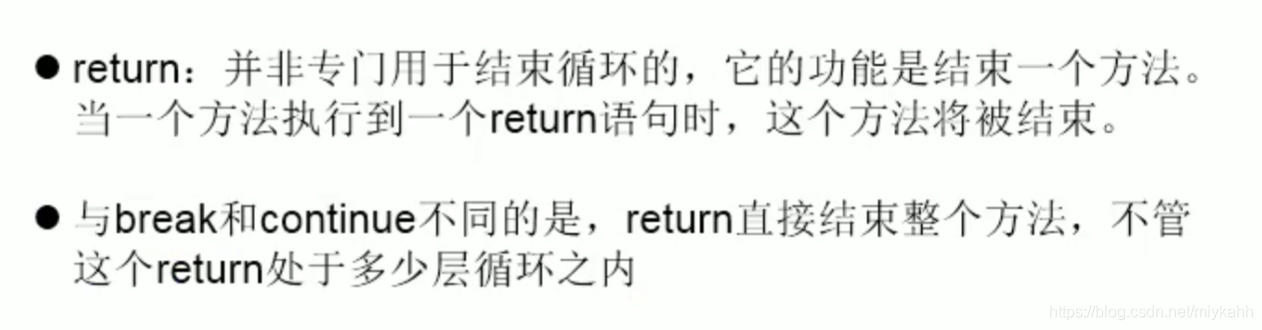 ● return：并非专门用于结束循环的，它的功能是结束一个方法。
当一个方法执行到一个return语句时，这个方法将被结束。
● 与break和continue不同的是，return直接结束整个方法，不管
这个return处于多少层循环之内
https://blog.csdn.net/miykahh